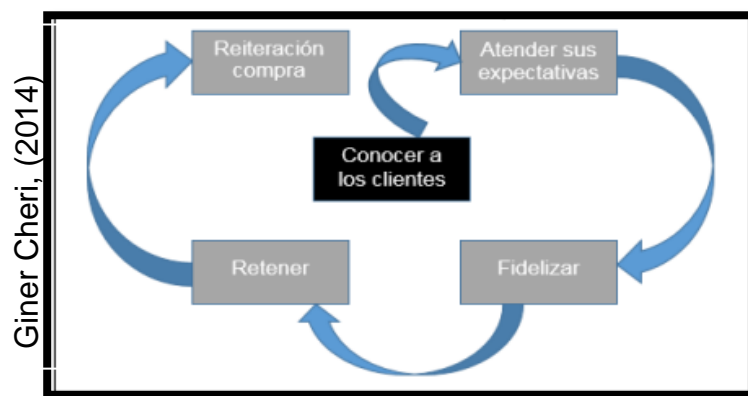 Giner Cheri, (2014)
Reiteración
compra
Atender sus
expectativas
Conocer a
los clientes
Retener
Fidelizar